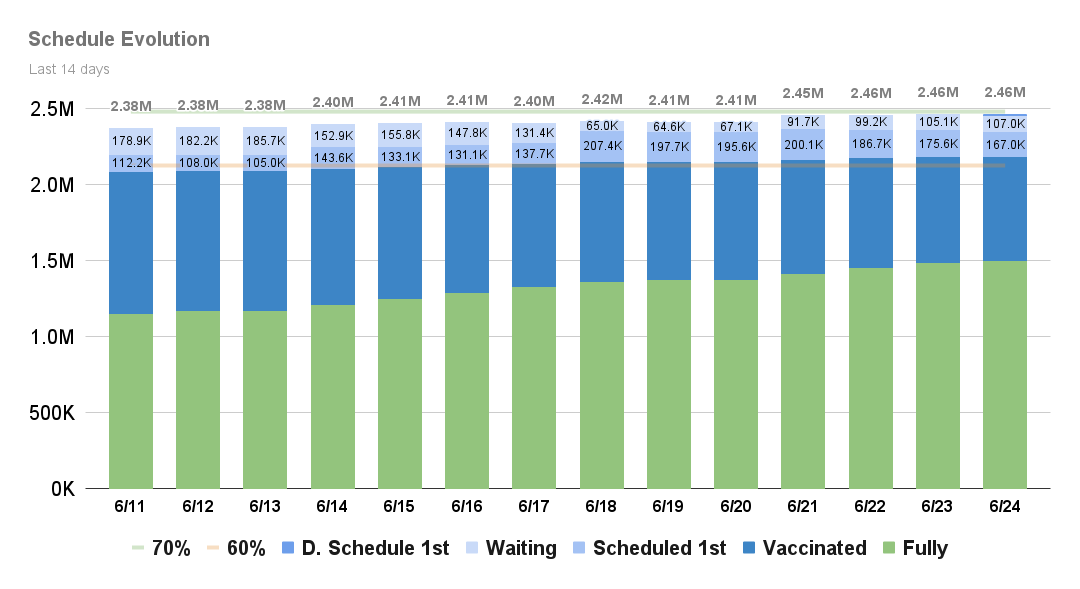 Schedule Evolution
Last 14 days
2.38M 2.38M 2.38M 2.40M 2.41M 2.41M 2.40M 2.42M 2.41M 2.41M 2.45M 2.46M 2.46M 2.46M
2.5M
178.9K 182.2K 185.7K 152.9K 155.8K 147.8K 131.4K 65.0K 64.6K 67.1K 91.7K 99.2K 105.1K 107.0K
112.2K 108.0K 105.0K 143.6K 133.1K 131.1K 137.7K 207.4K 197.7K 195.6K 200.1K 186.7K 175.6K 167.0K
2.0M
1.5M
1.0M
500K
0K
6/11 6/12 6/13 6/14 6/15 6/16 6/17 6/18 6/19 6/20 6/21 6/22 6/23 6/24
70% 60% D. Schedule 1st Waiting Scheduled 1st Vaccinated Fully